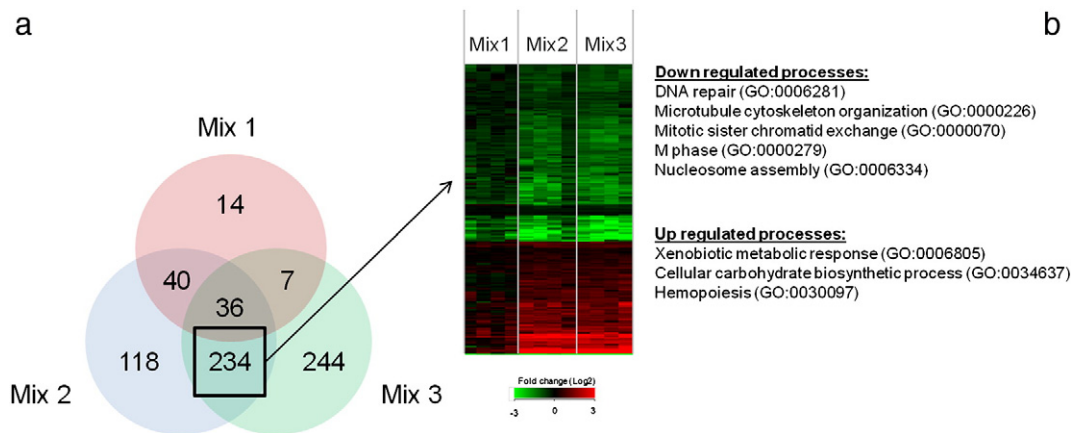 a
b
Mix 1
14
40
7
36
118
234
244
Mix 2
Mix 3
Mix1 Mix2 Mix3
Fold change (Log2)
-3 0 3
Down regulated processes:
DNA repair (GO:0006281)
Microtubule cytoskeleton organization (GO:0000226)
Mitotic sister chromatid exchange (GO:0000070)
M phase (GO:0000279)
Nucleosome assembly (GO:0006334)
Up regulated processes:
Xenobiotic metabolic response (GO:0006805)
Cellular carbohydrate biosynthetic process (GO:0034637)
Hemopoiesis (GO:0030097)